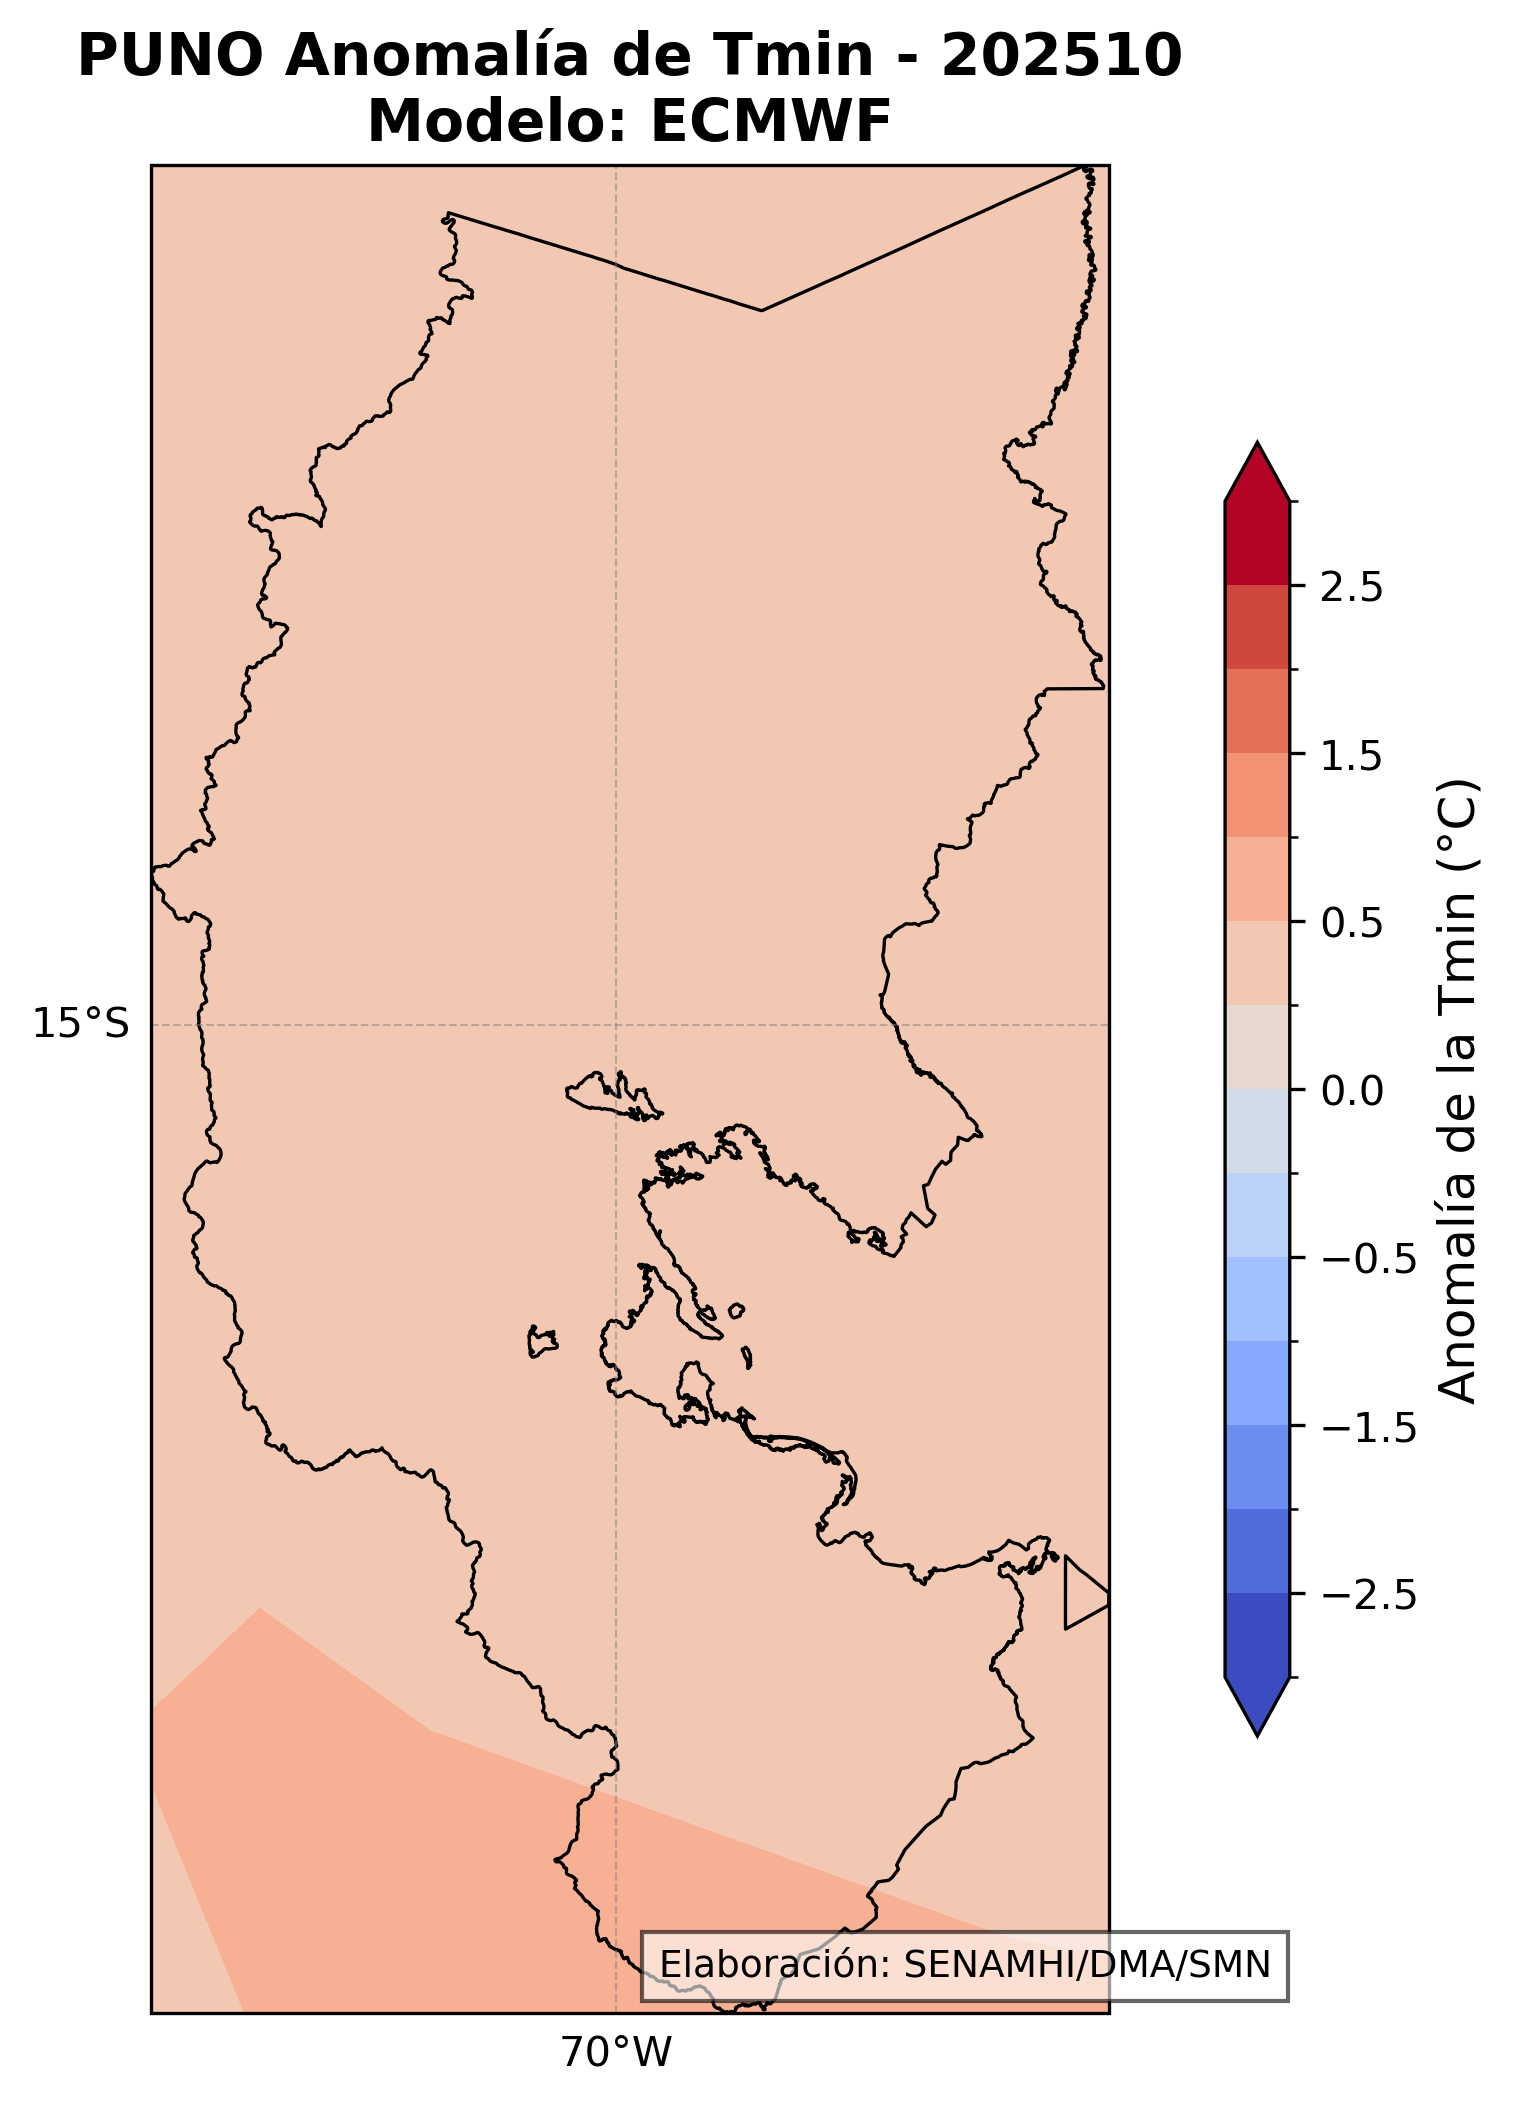 PUNO Anomalía de Tmin - 202510
Modelo: ECMWF
2.5
1.5
0.5
0.0
−0.5
−1.5
−2.5
Anomalía de la Tmin (°C)
15°S
70°W
Elaboración: SENAMHI/DMA/SMN